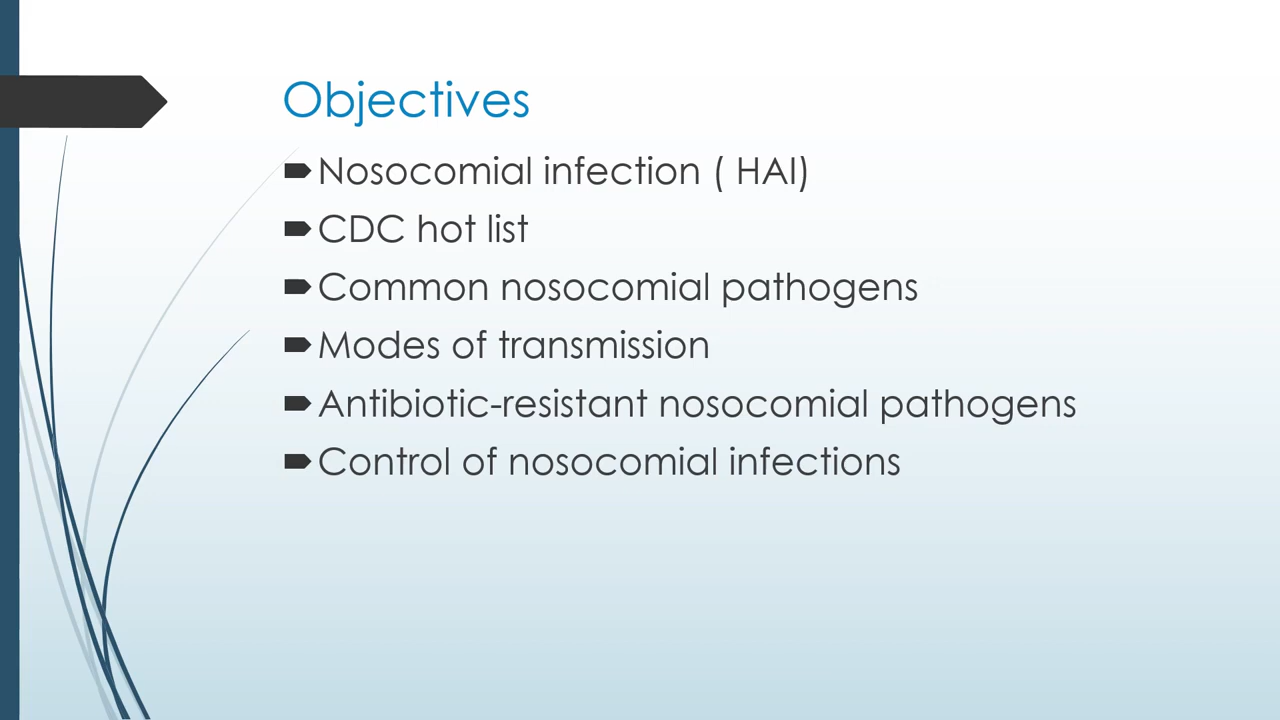 Objectives
Nosocomial infection ( HAI)
CDC hot list
Common nosocomial pathogens
Modes of transmission
Antibiotic-resistant nosocomial pathogens
Control of nosocomial infections